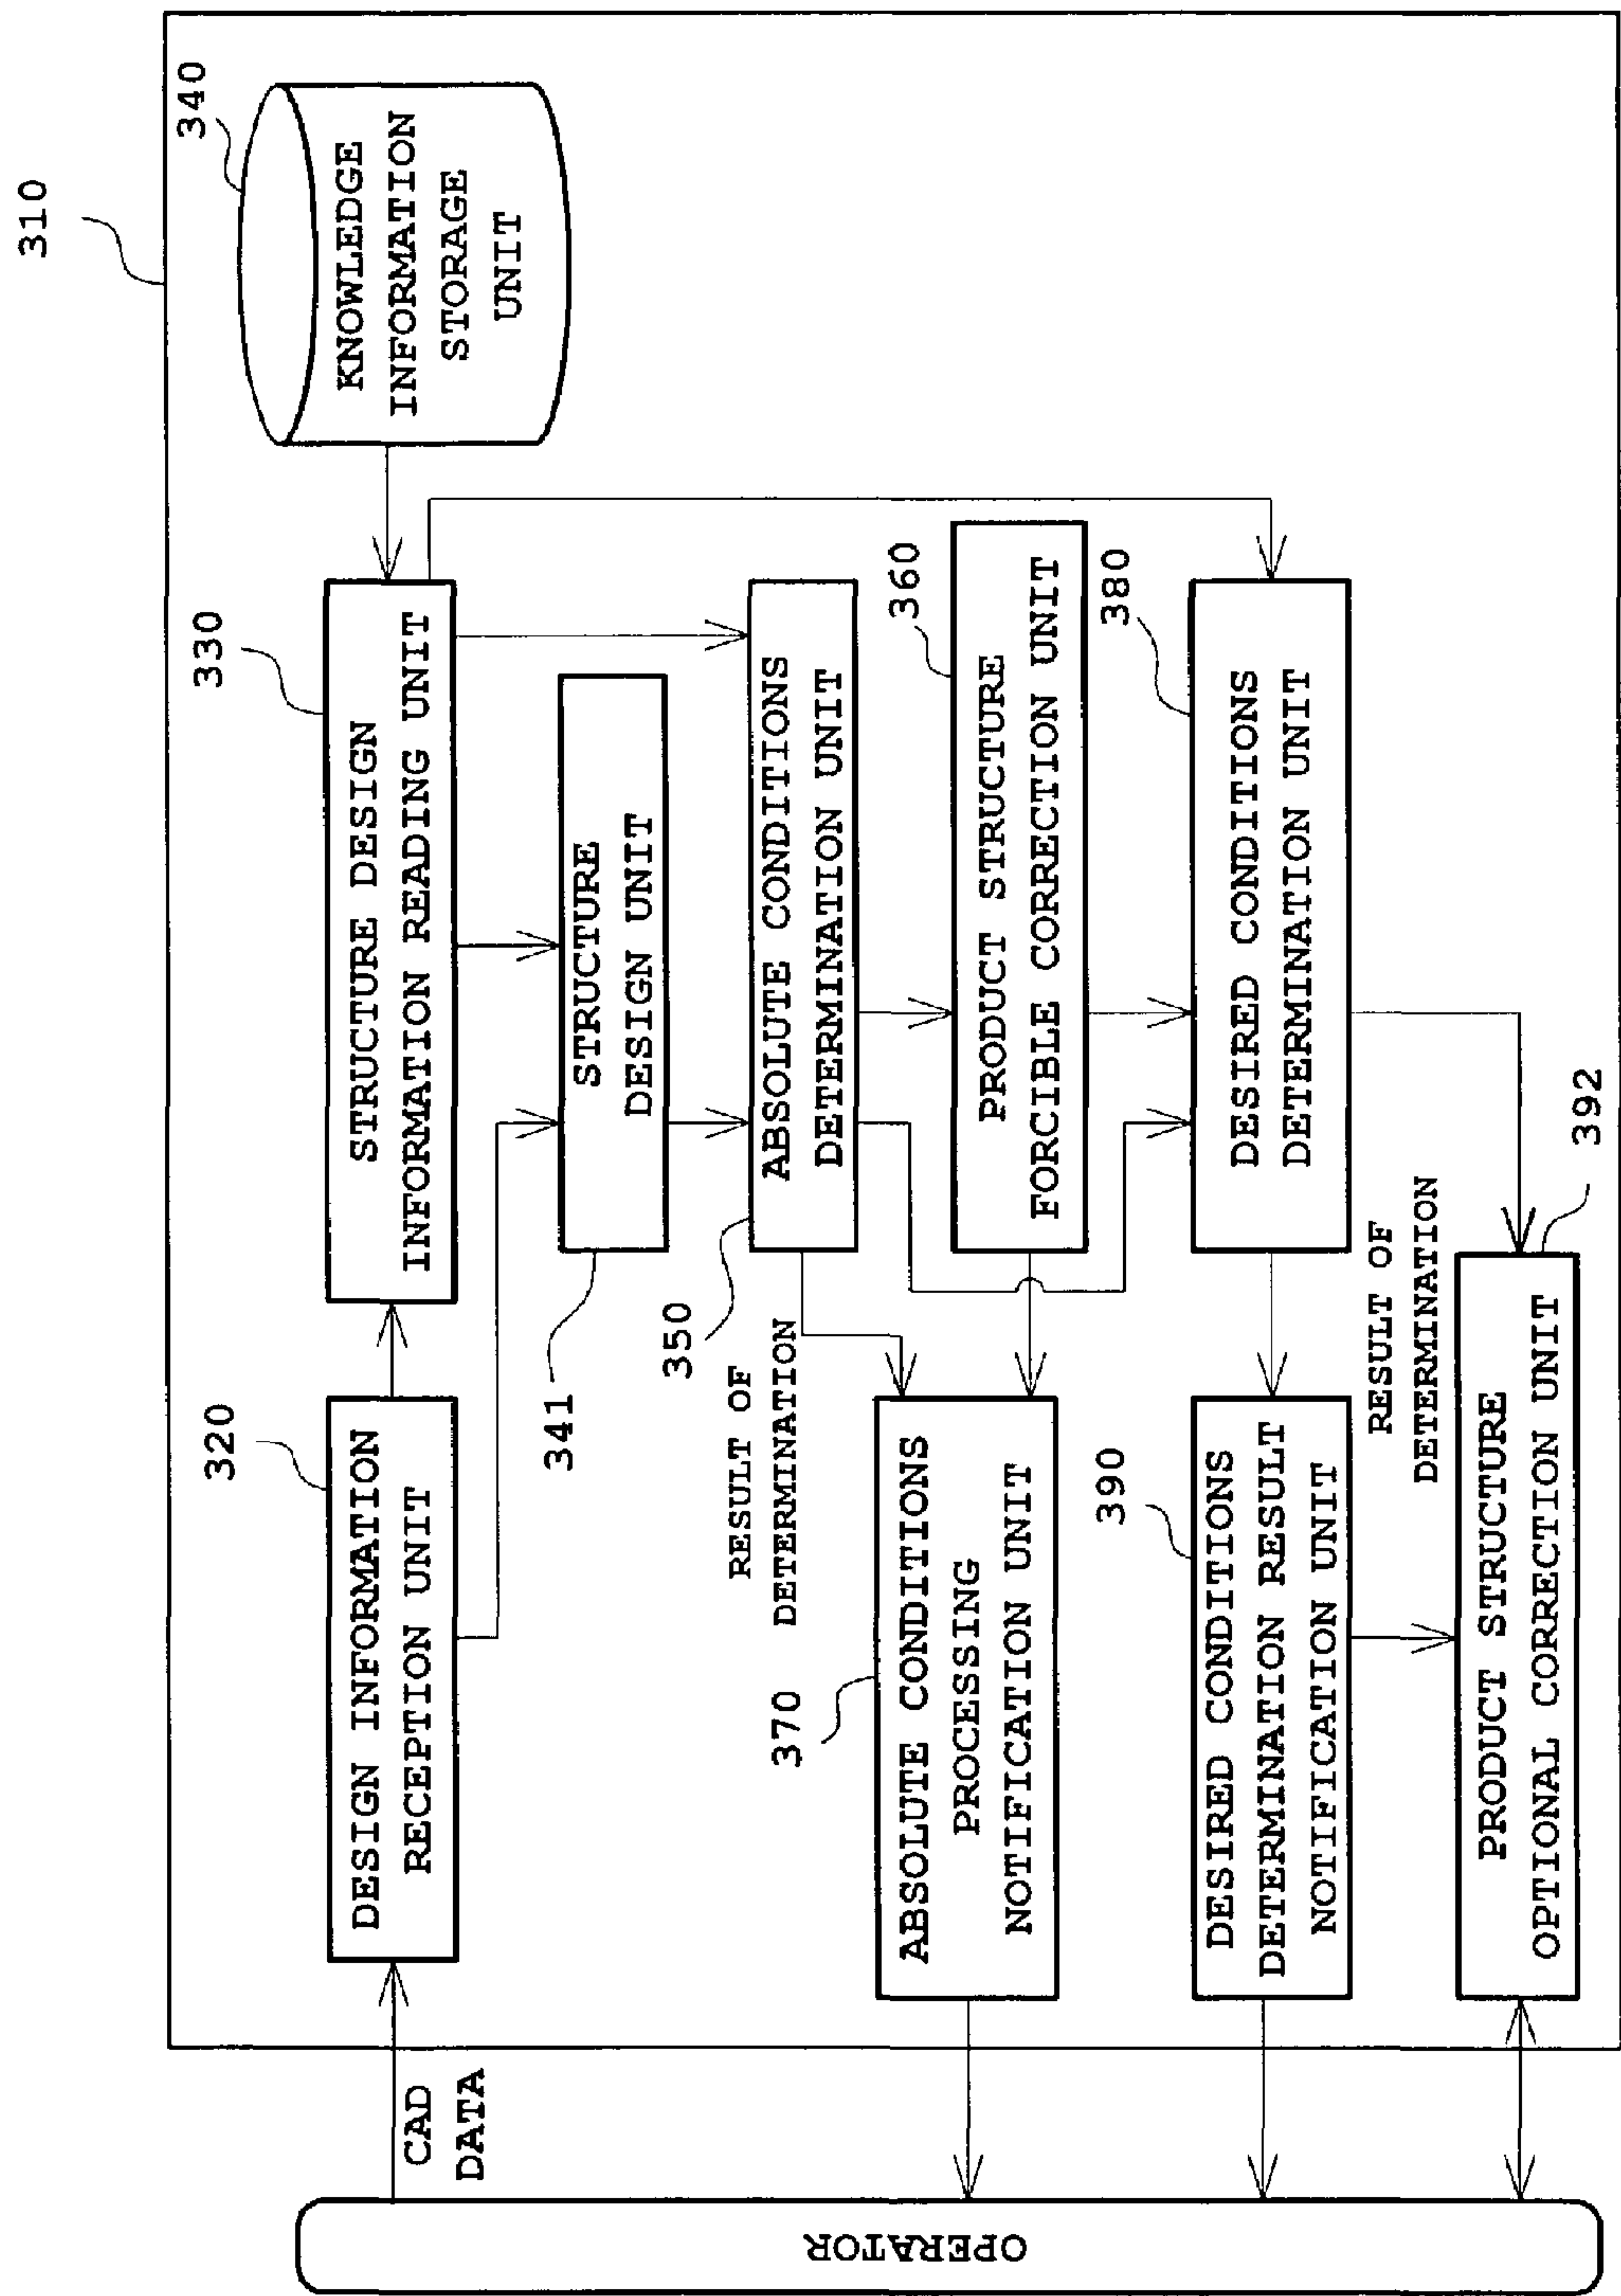 310
340
KNOWLEDGE
INFORMATION
STORAGE
UNIT
330
STRUCTURE DESIGN
INFORMATION READING UNIT
320
DESIGN INFORMATION
RECEPTION UNIT
CAD
DATA
OPERATOR
341
STRUCTURE
DESIGN UNIT
350
ABSOLUTE CONDITIONS
DETERMINATION UNIT
RESULT OF
DETERMINATION
360
PRODUCT STRUCTURE
FORCIBLE CORRECTION UNIT
370
ABSOLUTE CONDITIONS
PROCESSING
NOTIFICATION UNIT
380
DESIRED CONDITIONS
DETERMINATION UNIT
390
DESIRED CONDITIONS
DETERMINATION RESULT
NOTIFICATION UNIT
RESULT OF
DETERMINATION
392
PRODUCT STRUCTURE
OPTIONAL CORRECTION UNIT